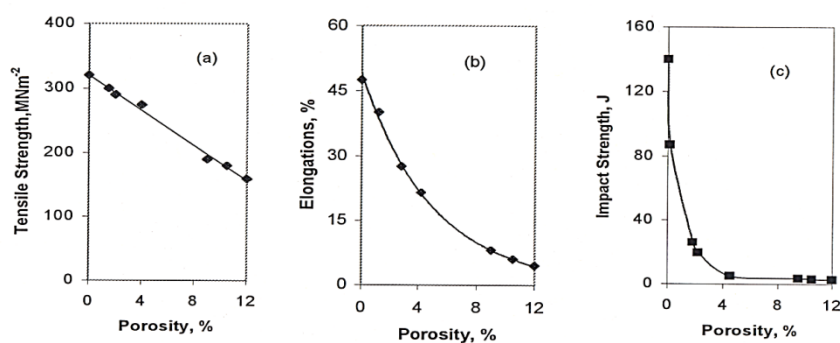 (a)
Tensile Strength,MNm-2
400
300
200
100
0
0 4 8 12
Porosity, %
(b)
Elongations, %
60
45
30
15
0
0 4 8 12
Porosity, %
(c)
Impact Strength, J
160
120
80
40
0
0 4 8 12
Porosity, %